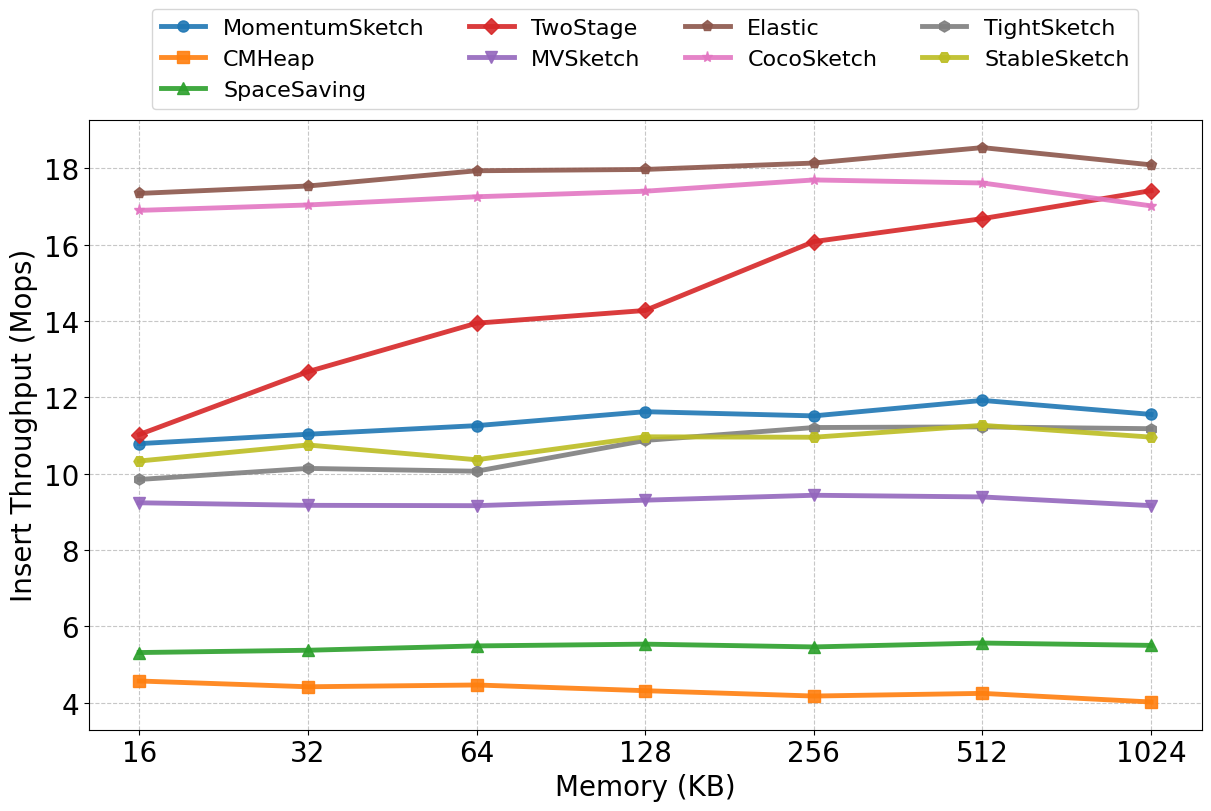 MomentumSketch TwoStage Elastic TightSketch
CMHeap MVSketch CocoSketch StableSketch
SpaceSaving
18
16
14
12
10
8
6
4
Insert Throughput (Mops)
16 32 64 128 256 512 1024
Memory (KB)